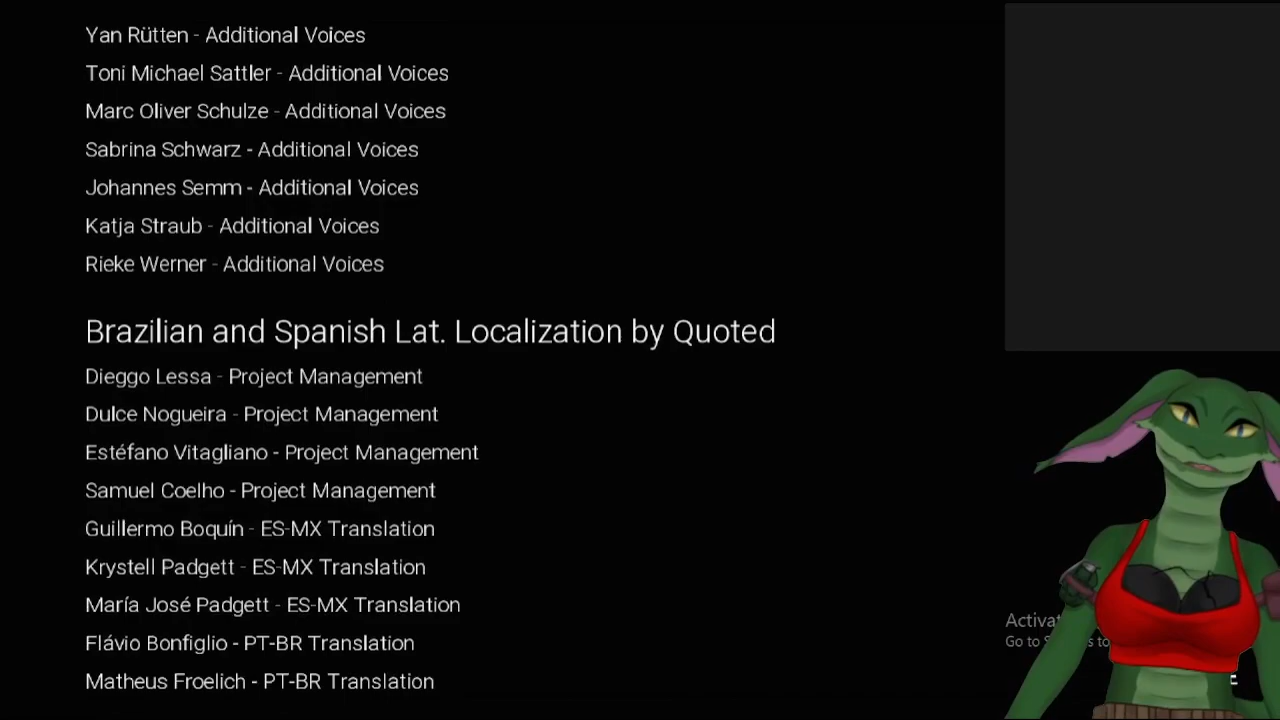 Yan Rütten - Additional Voices
Toni Michael Sattler - Additional Voices
Marc Oliver Schulze - Additional Voices
Sabrina Schwarz - Additional Voices
Johannes Semm - Additional Voices
Katja Straub - Additional Voices
Rieke Werner - Additional Voices
Brazilian and Spanish Lat. Localization by Quoted
Dieggo Lessa - Project Management
Dulce Nogueira - Project Management
Estéfano Vitagliano - Project Management
Samuel Coelho - Project Management
Guillermo Boquín - ES-MX Translation
Krystell Padgett - ES-MX Translation
María José Padgett - ES-MX Translation
Flávio Bonfiglio - PT-BR Translation
Matheus Froelich - PT-BR Translation
Go to